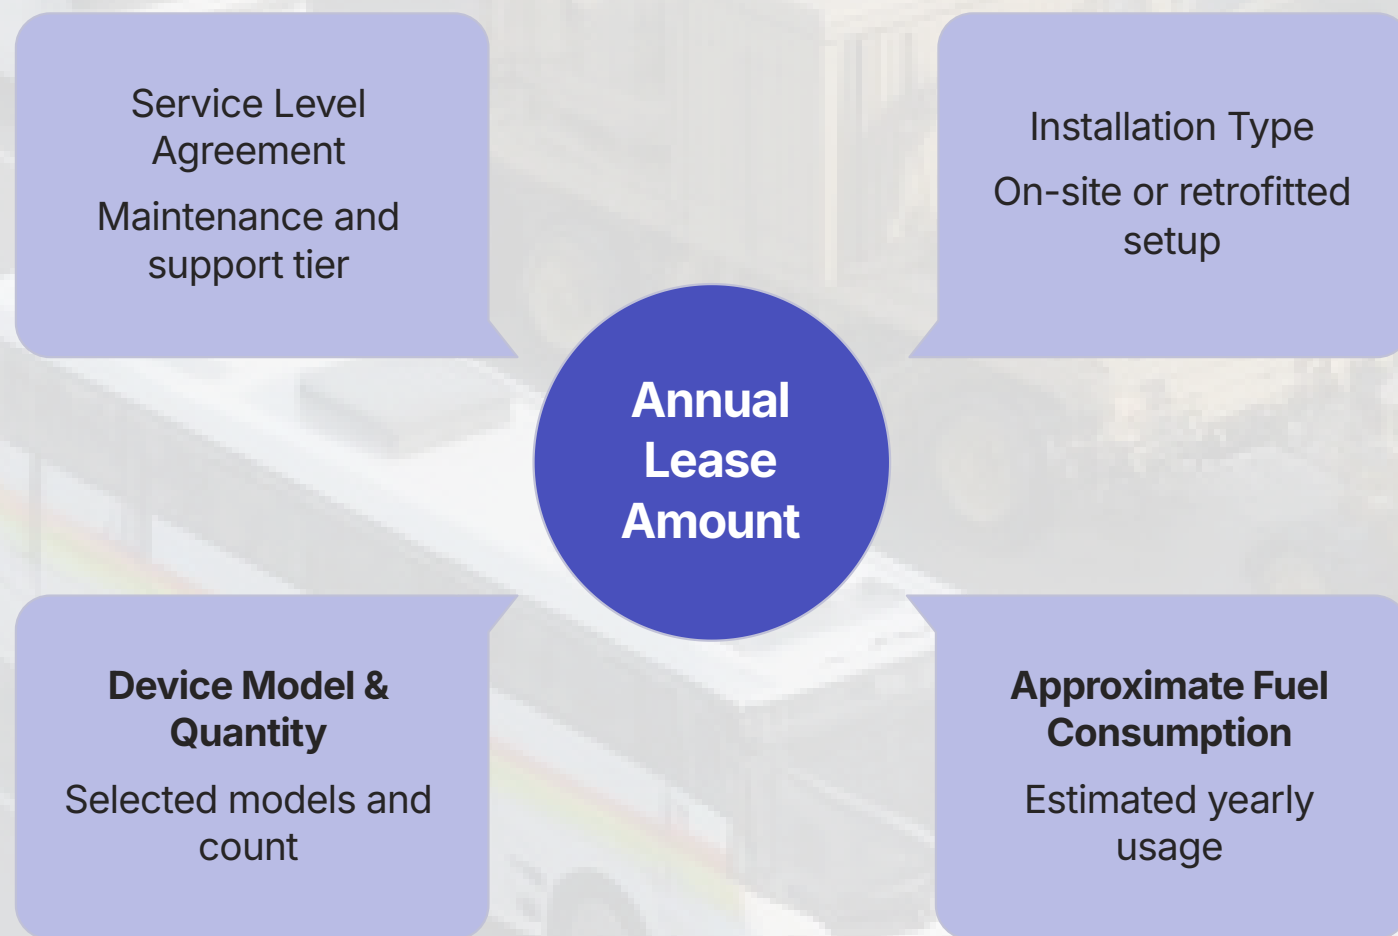 Service Level
Agreement
Maintenance and
support tier
Installation Type
On-site or retrofitted
setup
Annual
Lease
Amount
Device Model &
Quantity
Selected models and
count
Approximate Fuel
Consumption
Estimated yearly
usage